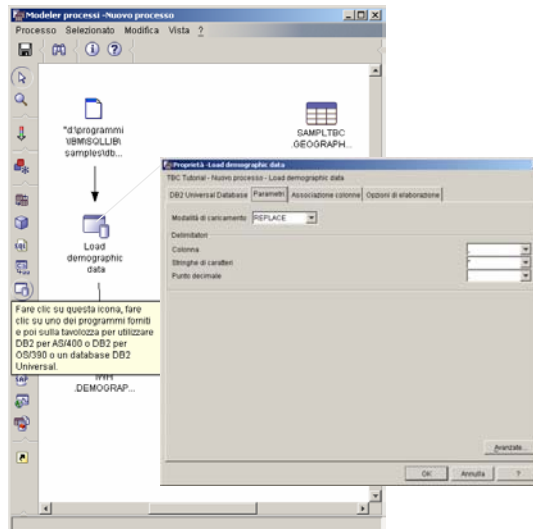 Modeler processi -Nuovo processo
Processo Selezionato Modifica Vista ?
"d:\programmi
\IBM\SQLLIB\
samples\db...
SAMPLTBC
.GEOGRAPH...
Load
demographic
data
Fare clic su questa icona, fare
clic su uno dei programmi forniti
e poi sulla tavolozza per utilizzare
DB2 per AS/400 o DB2 per
OS/390 o un database DB2
Universal.
.DEMOGRAP...
Proprietà -Load demographic data
TBC Tutorial - Nuovo processo - Load demographic data
DB2 Universal Database Parametri Associazione colonne Opzioni di elaborazione
Modalità di caricamento REPLACE
Delimitatori
Colonna ,
Stringhe di caratteri "
Punto decimale .
Avanzate...
OK Annulla ?